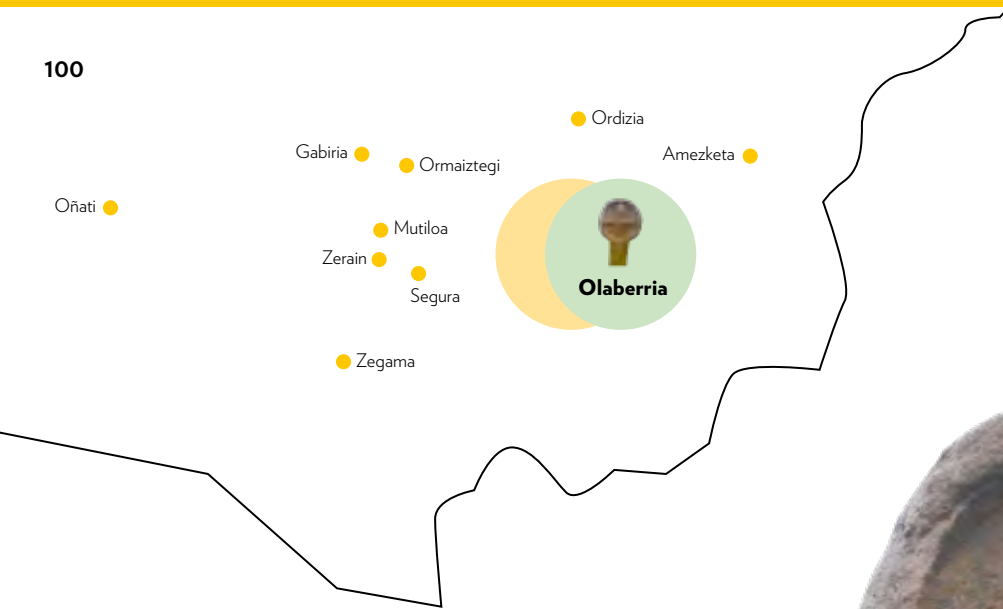 100
Ordizia
Gabiria
Amezketa
Ormaiztegi
Oñati
Mutiloa
Zerain
Olaberria
Segura
Zegama